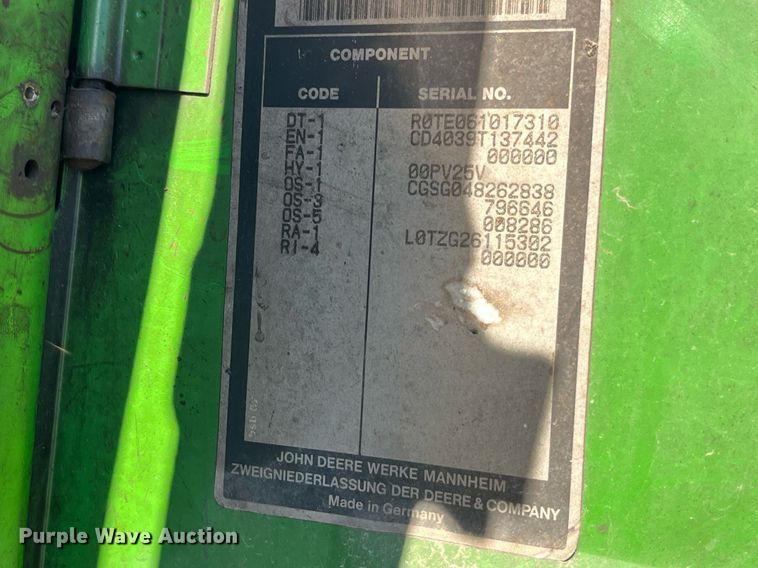 COMPONENT
CODE SERIAL NO.
DT-1 R0TE061017310
EN-1 CD4039T137442
FA-1 000000
HY-1 00PV25V
OS-1 CGSG048262838
OS-3 796646
OS-5 008286
RA-1 L0TZG26115302
RI-4 000000
JOHN DEERE WERKE MANNHEIM
ZWEIGNIEDERLASSUNG DER DEERE & COMPANY
Made in Germany
Purple Wave Auction